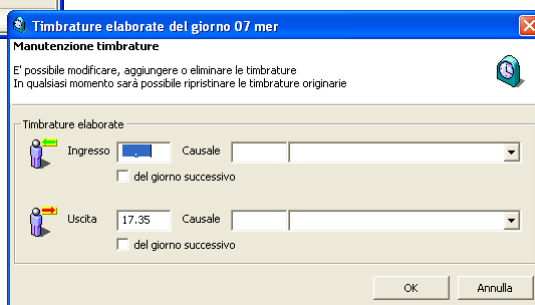 Timbrature elaborate del giorno 07 mer
Manutenzione timbrature
E' possibile modificare, aggiungere o eliminare le timbrature
In qualsiasi momento sarà possibile ripristinare le timbrature originarie
Timbrature elaborate
Ingresso . Causale
del giorno successivo
Uscita 17.35 Causale
del giorno successivo
OK Annulla